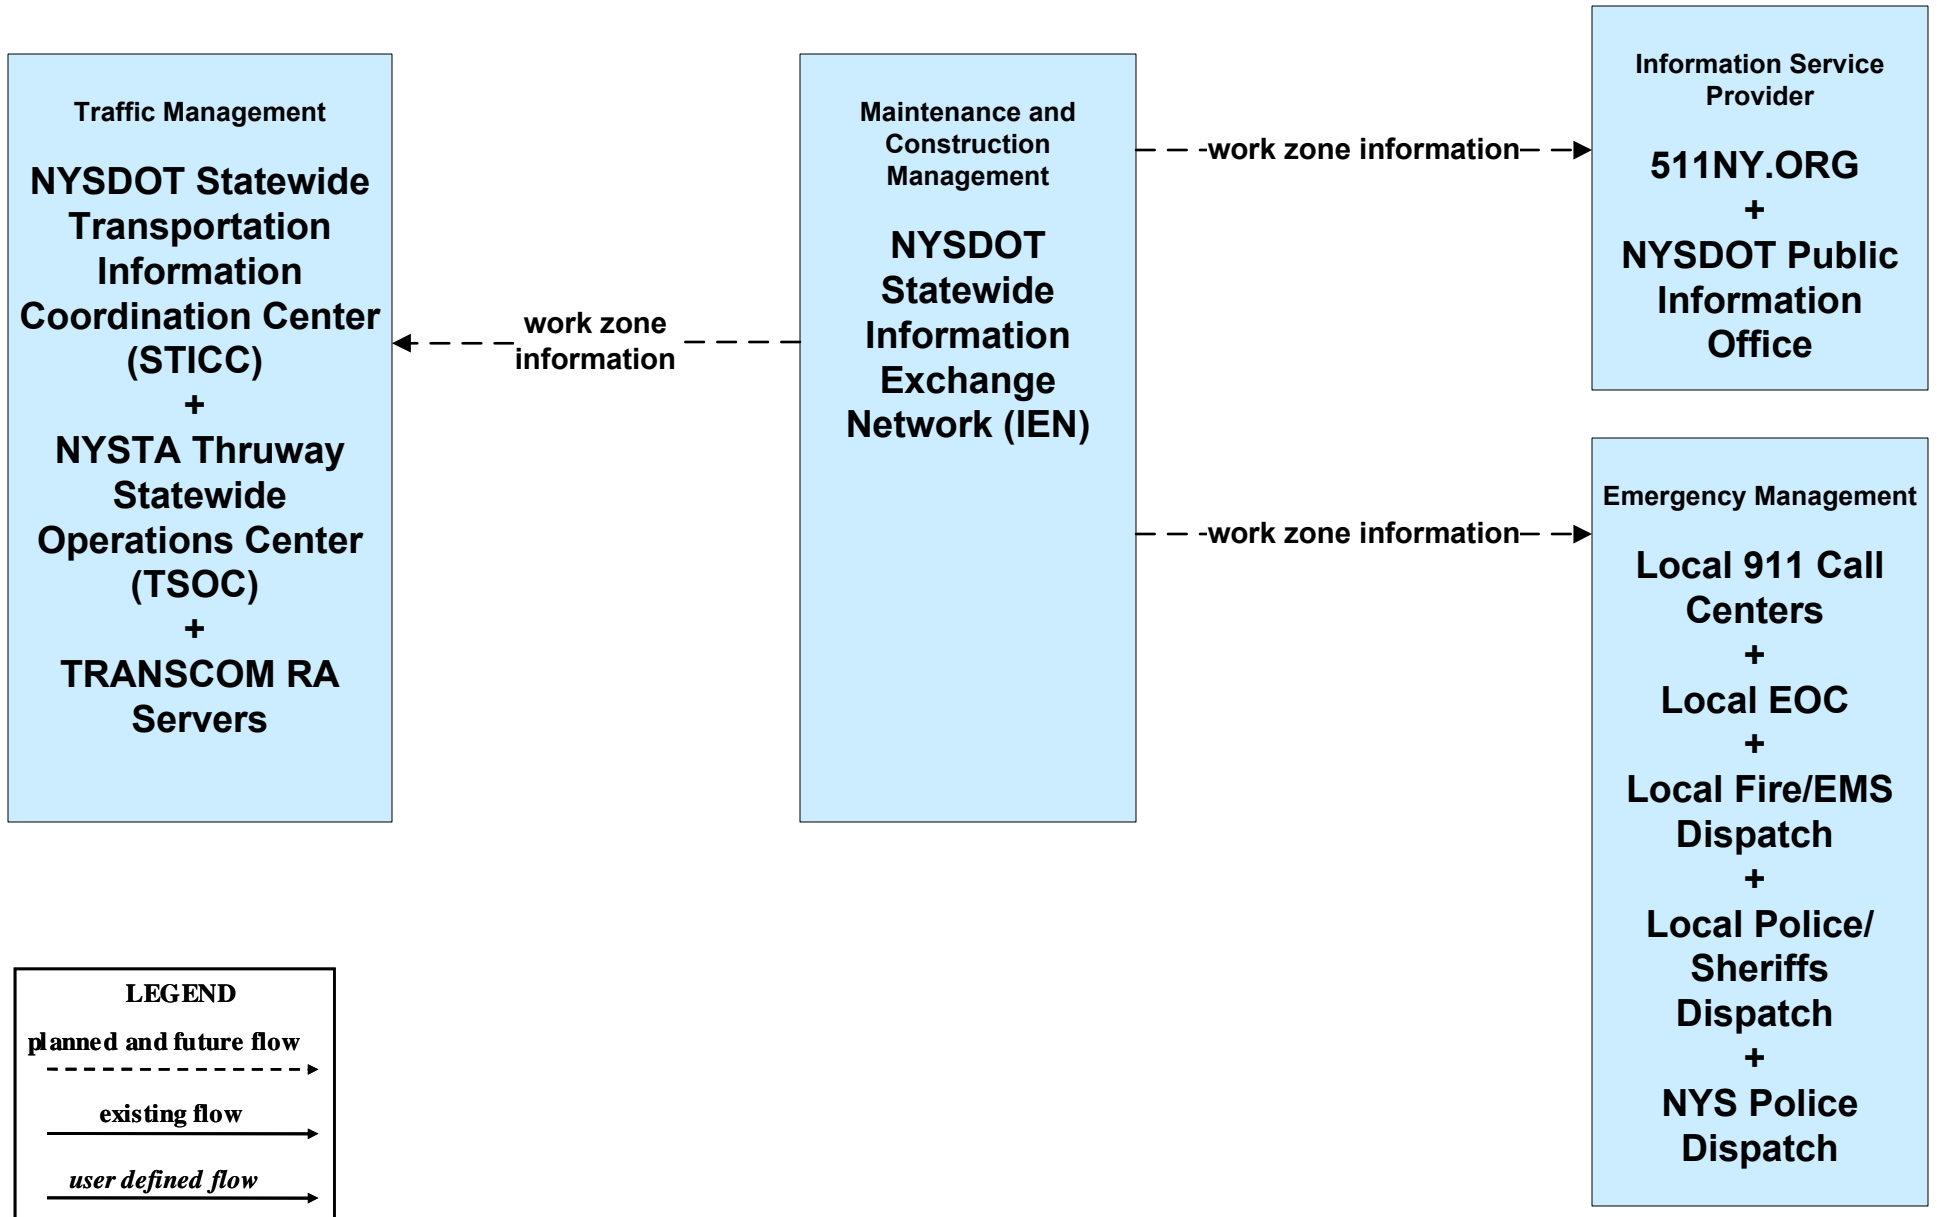 Traffic Management
NYSDOT Statewide
Transportation
Information
Coordination Center
(STICC)
+
NYSTA Thruway
Statewide
Operations Center
(TSOC)
+
TRANSCOM RA
Servers
work zone
information
Maintenance and
Construction
Management
NYSDOT
Statewide
Information
Exchange
Network (IEN)
work zone information
work zone information
Information Service
Provider
511NY.ORG
+
NYSDOT Public
Information
Office
Emergency Management
Local 911 Call
Centers
+
Local EOC
+
Local Fire/EMS
Dispatch
+
Local Police/
Sheriffs
Dispatch
+
NYS Police
Dispatch
LEGEND
planned and future flow
existing flow
user defined flow